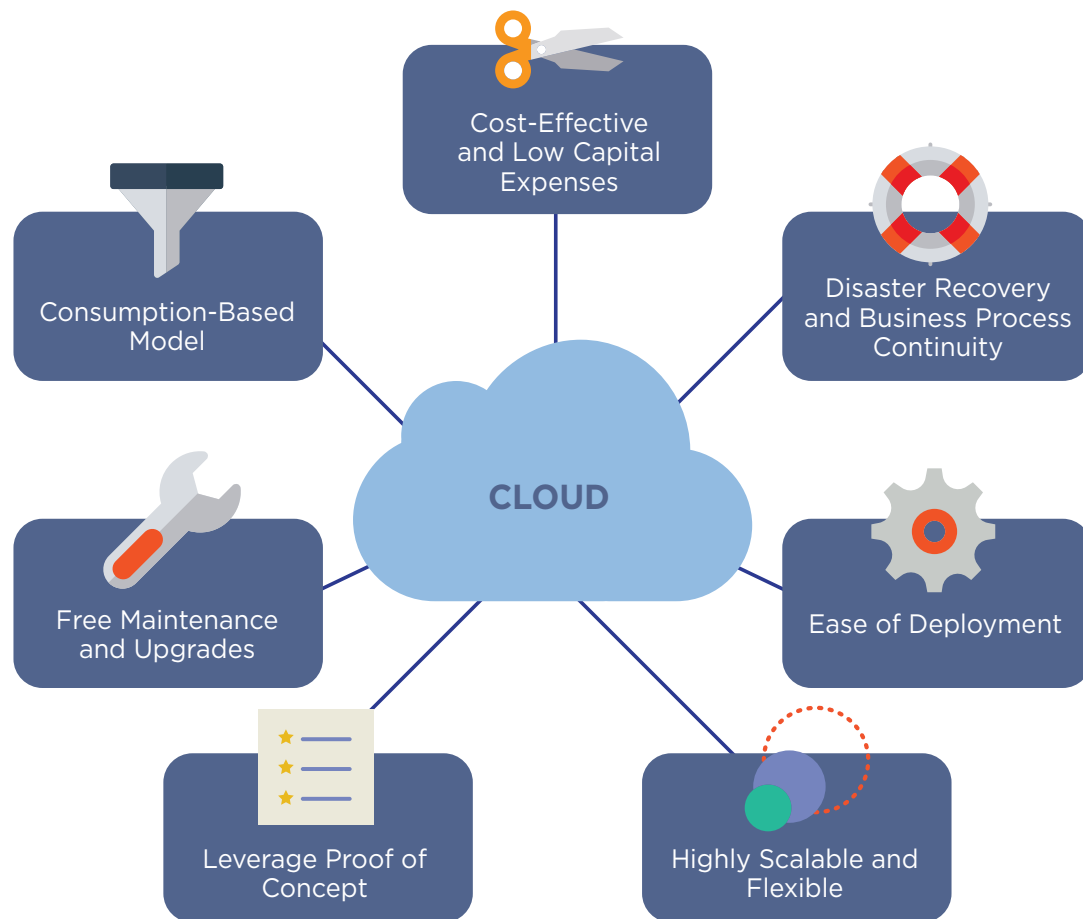 Cost-Effective
and Low Capital
Expenses
Consumption-Based
Model
Disaster Recovery
and Business Process
Continuity
CLOUD
Free Maintenance
and Upgrades
Ease of Deployment
Leverage Proof of
Concept
Highly Scalable and
Flexible